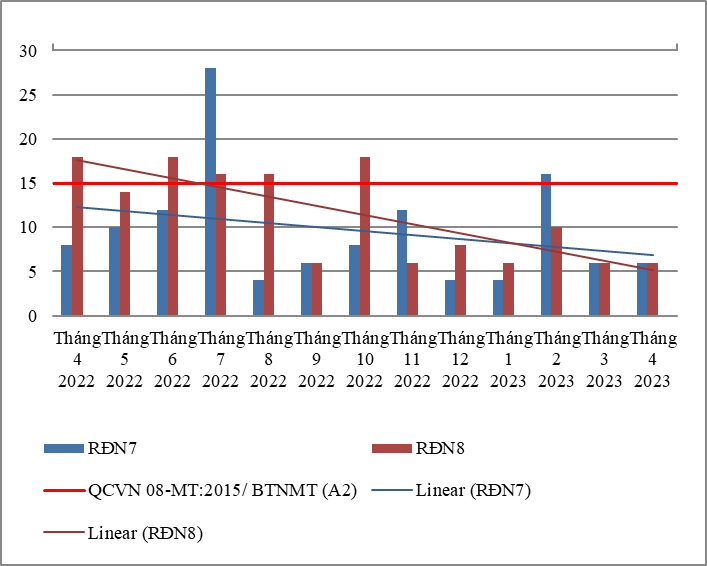 30
25
20
15
10
5
0
Tháng Tháng Tháng Tháng Tháng Tháng Tháng Tháng Tháng Tháng Tháng Tháng Tháng
4 5 6 7 8 9 10 11 12 1 2 3 4
2022 2022 2022 2022 2022 2022 2022 2022 2022 2023 2023 2023 2023
RĐN7 RĐN8
QCVN 08-MT:2015/ BTNMT (A2) Linear (RĐN7)
Linear (RĐN8)